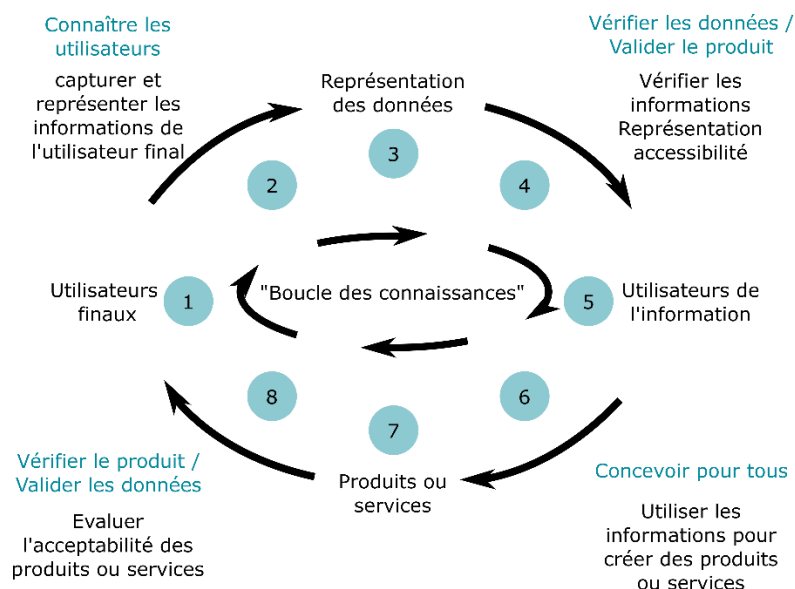 Connaître les
utilisateurs
capturer et
représenter les
informations de
l'utilisateur final
Représentation
des données
Vérifier les données /
Valider le produit
Vérifier les
informations
Représentation
accessibilité
2
3
4
Utilisateurs
finaux
1
"Boucle des connaissances"
5
Utilisateurs de
l'information
8
7
6
Vérifier le produit /
Valider les données
Evaluer
l'acceptabilité des
produits ou services
Produits ou
services
Concevoir pour tous
Utiliser les
informations pour
créer des produits
ou services